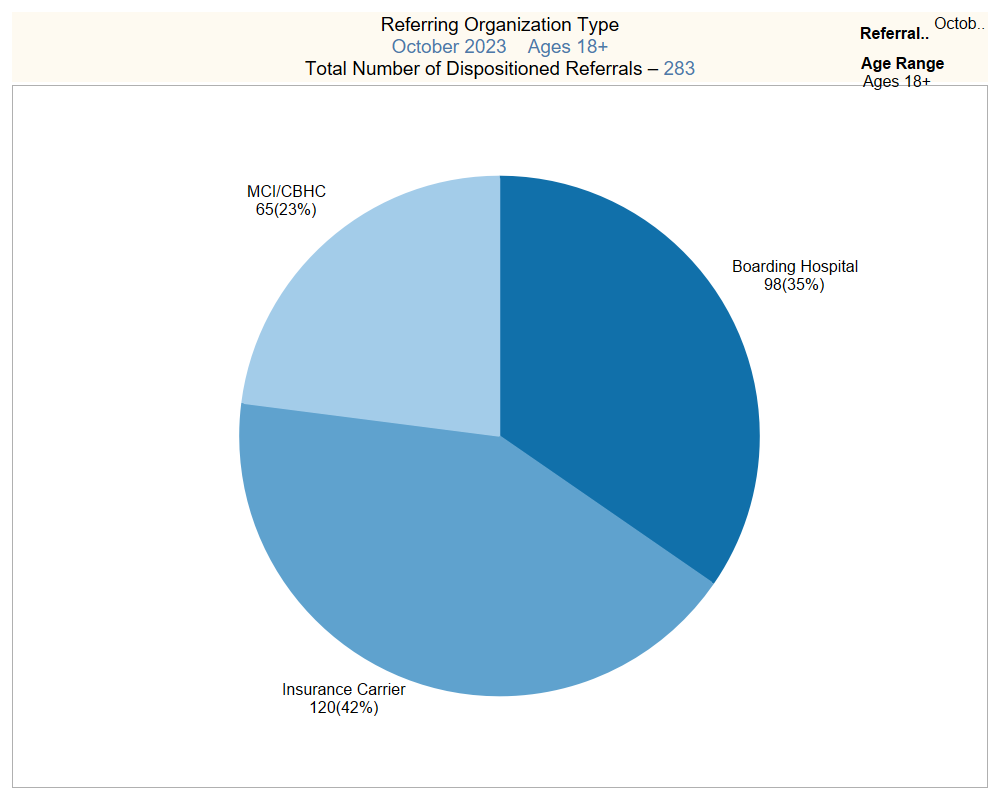 Referring Organization Type
October 2023 Ages 18+
Total Number of Dispositioned Referrals – 283
Referral.. Octob..
Age Range
Ages 18+
MCI/CBHC
65(23%)
Boarding Hospital
98(35%)
Insurance Carrier
120(42%)